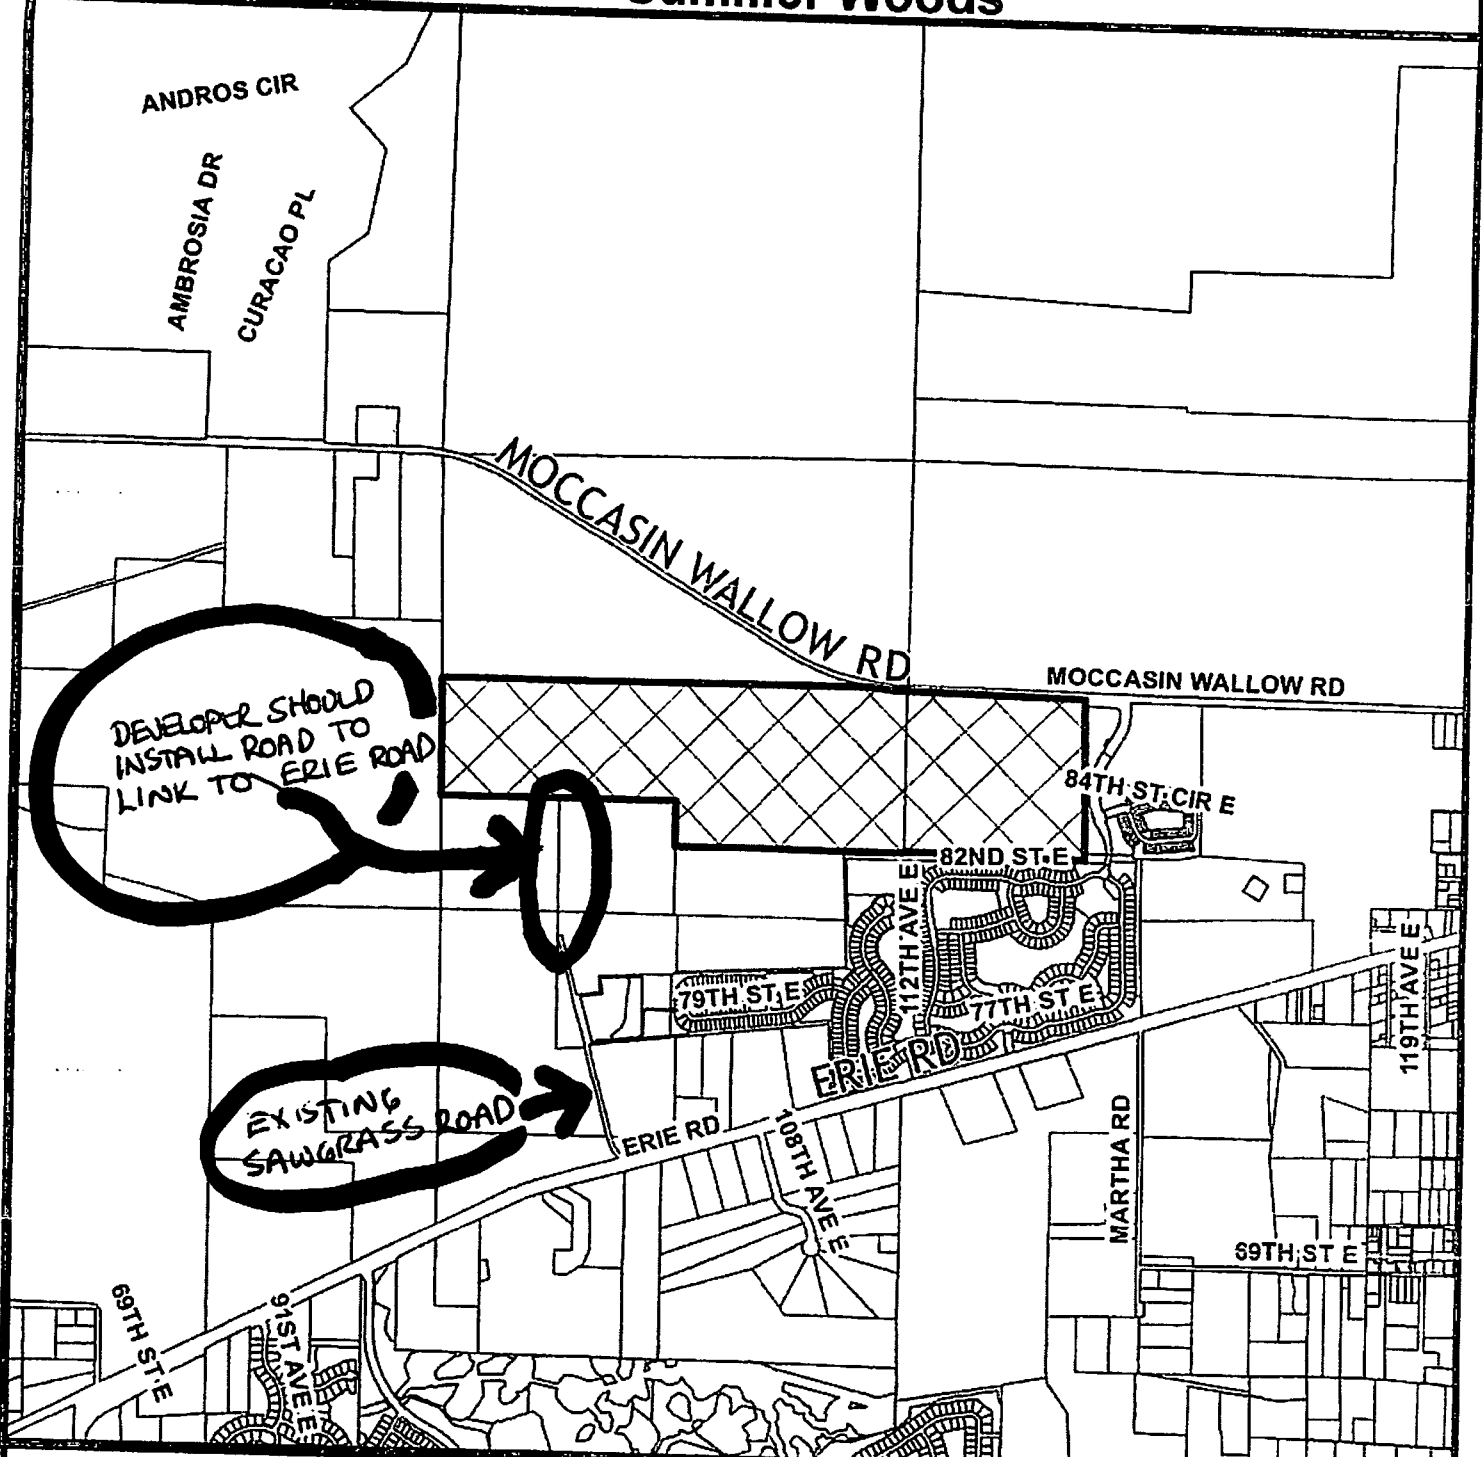 Summer Woods
ANDROS CIR
AMBROSIA DR
CURACAO PL
MOCCASIN WALLOW RD
MOCCASIN WALLOW RD
DEVELOPER SHOULD
INSTALL ROAD TO
LINK TO ERIE ROAD
84TH ST CIR E
82ND ST E
112TH AVE E
79TH ST E
77TH ST E
119TH AVE E
ERIE RD
EXISTING
SAWGRASS ROAD
ERIE RD
108TH AVE E
MARTHA RD
69TH ST E
69TH ST E
91ST AVE E